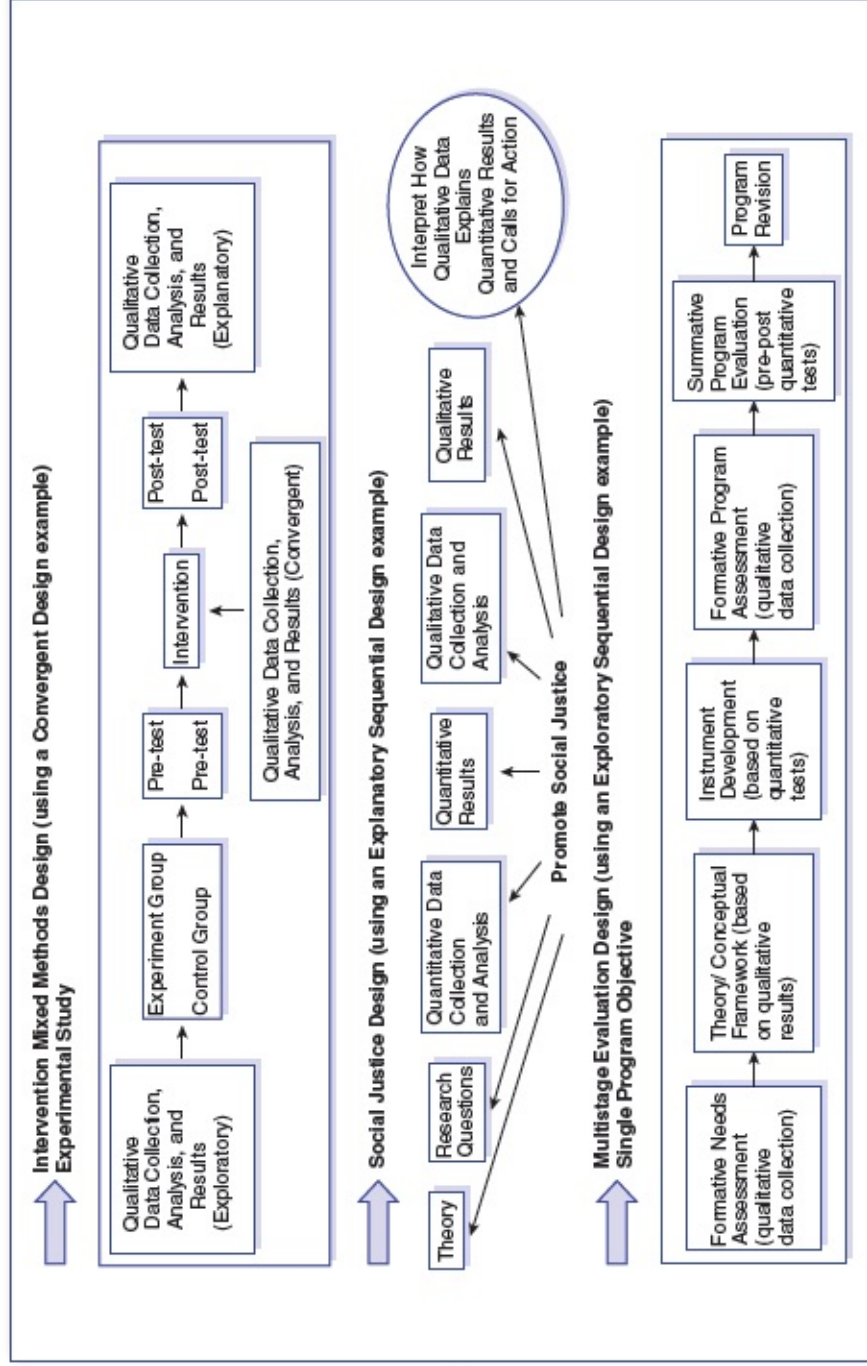 Intervention Mixed Methods Design (using a Convergent Design example)
Experimental Study
Qualitative
Data Collection,
Analysis, and
Results
(Exploratory)
Experiment Group
Control Group
Pre-test
Pre-test
Intervention
Post-test
Post-test
Qualitative
Data Collection,
Analysis, and
Results
(Explanatory)
Qualitative Data Collection,
Analysis, and Results (Convergent)
Social Justice Design (using an Explanatory Sequential Design example)
Theory
Research
Questions
Quantitative Data
Collection
and Analysis
Quantitative
Results
Qualitative Data
Collection and
Analysis
Qualitative
Results
Interpret How
Qualitative Data
Explains
Quantitative Results
and Calls for Action
Promote Social Justice
Multistage Evaluation Design (using an Exploratory Sequential Design example)
Single Program Objective
Formative Needs
Assessment
(qualitative
data collection)
Theory/ Conceptual
Framework (based
on qualitative
results)
Instrument
Development
(based on
quantitative
tests)
Formative Program
Assessment
(qualitative
data collection)
Summative
Program
Evaluation
(pre-post
quantitative
tests)
Program
Revision